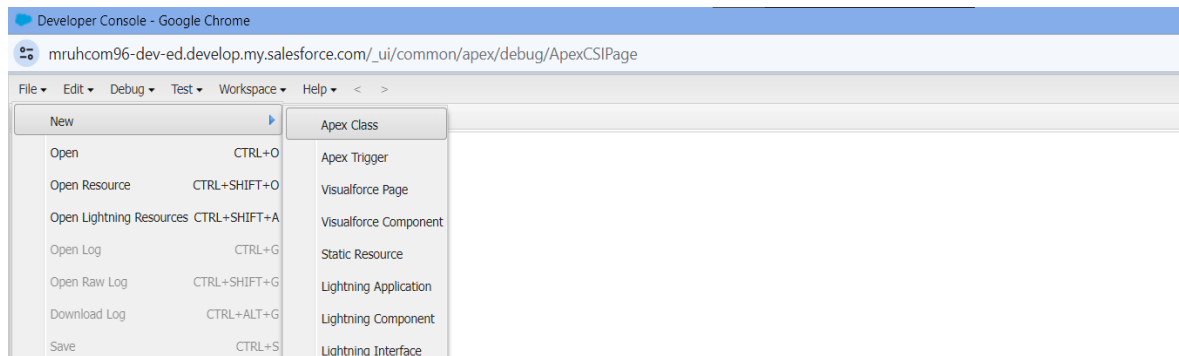 Developer Console - Google Chrome
mruhcom96-dev-ed.develop.my.salesforce.com/_ui/common/apex/debug/ApexCSIPage
File Edit Debug Test Workspace Help < >
New
Apex Class
Open CTRL+O
Apex Trigger
Open Resource CTRL+SHIFT+O
Visualforce Page
Open Lightning Resources CTRL+SHIFT+A
Visualforce Component
Open Log CTRL+G
Static Resource
Open Raw Log CTRL+SHIFT+G
Lightning Application
Download Log CTRL+ALT+G
Lightning Component
Save CTRL+S
Lightning Interface